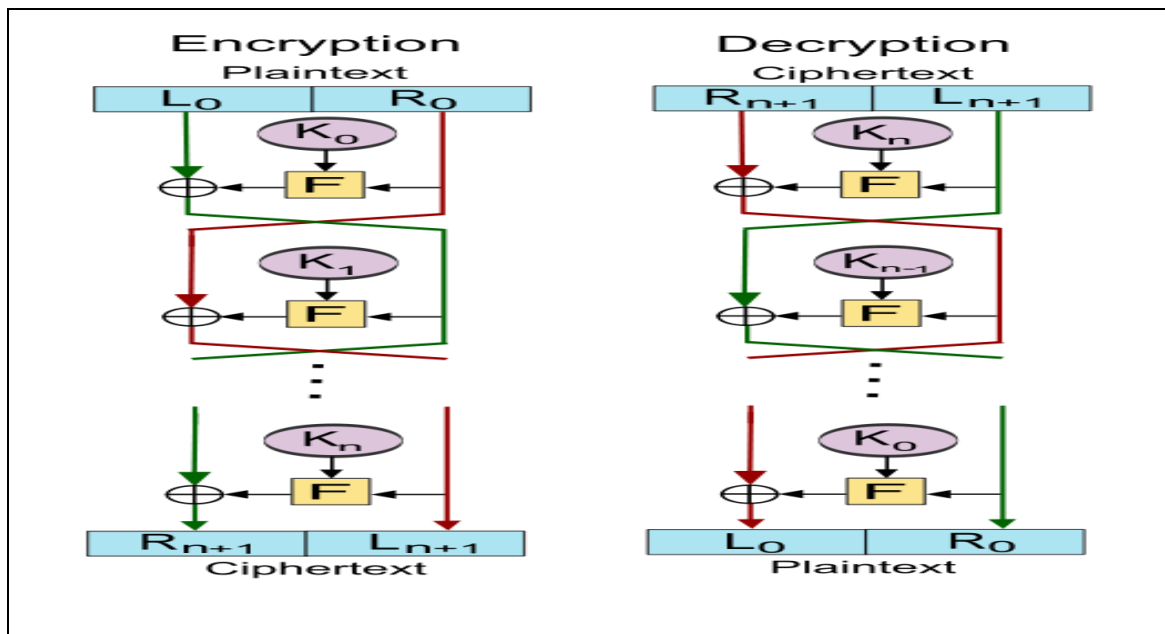 Encryption
Plaintext
L₀ R₀
K₀
F
K₁
F
⋮
Kₙ
F
Rₙ₊₁ Lₙ₊₁
Ciphertext
Decryption
Ciphertext
Rₙ₊₁ Lₙ₊₁
Kₙ
F
Kₙ₋₁
F
⋮
K₀
F
L₀ R₀
Plaintext